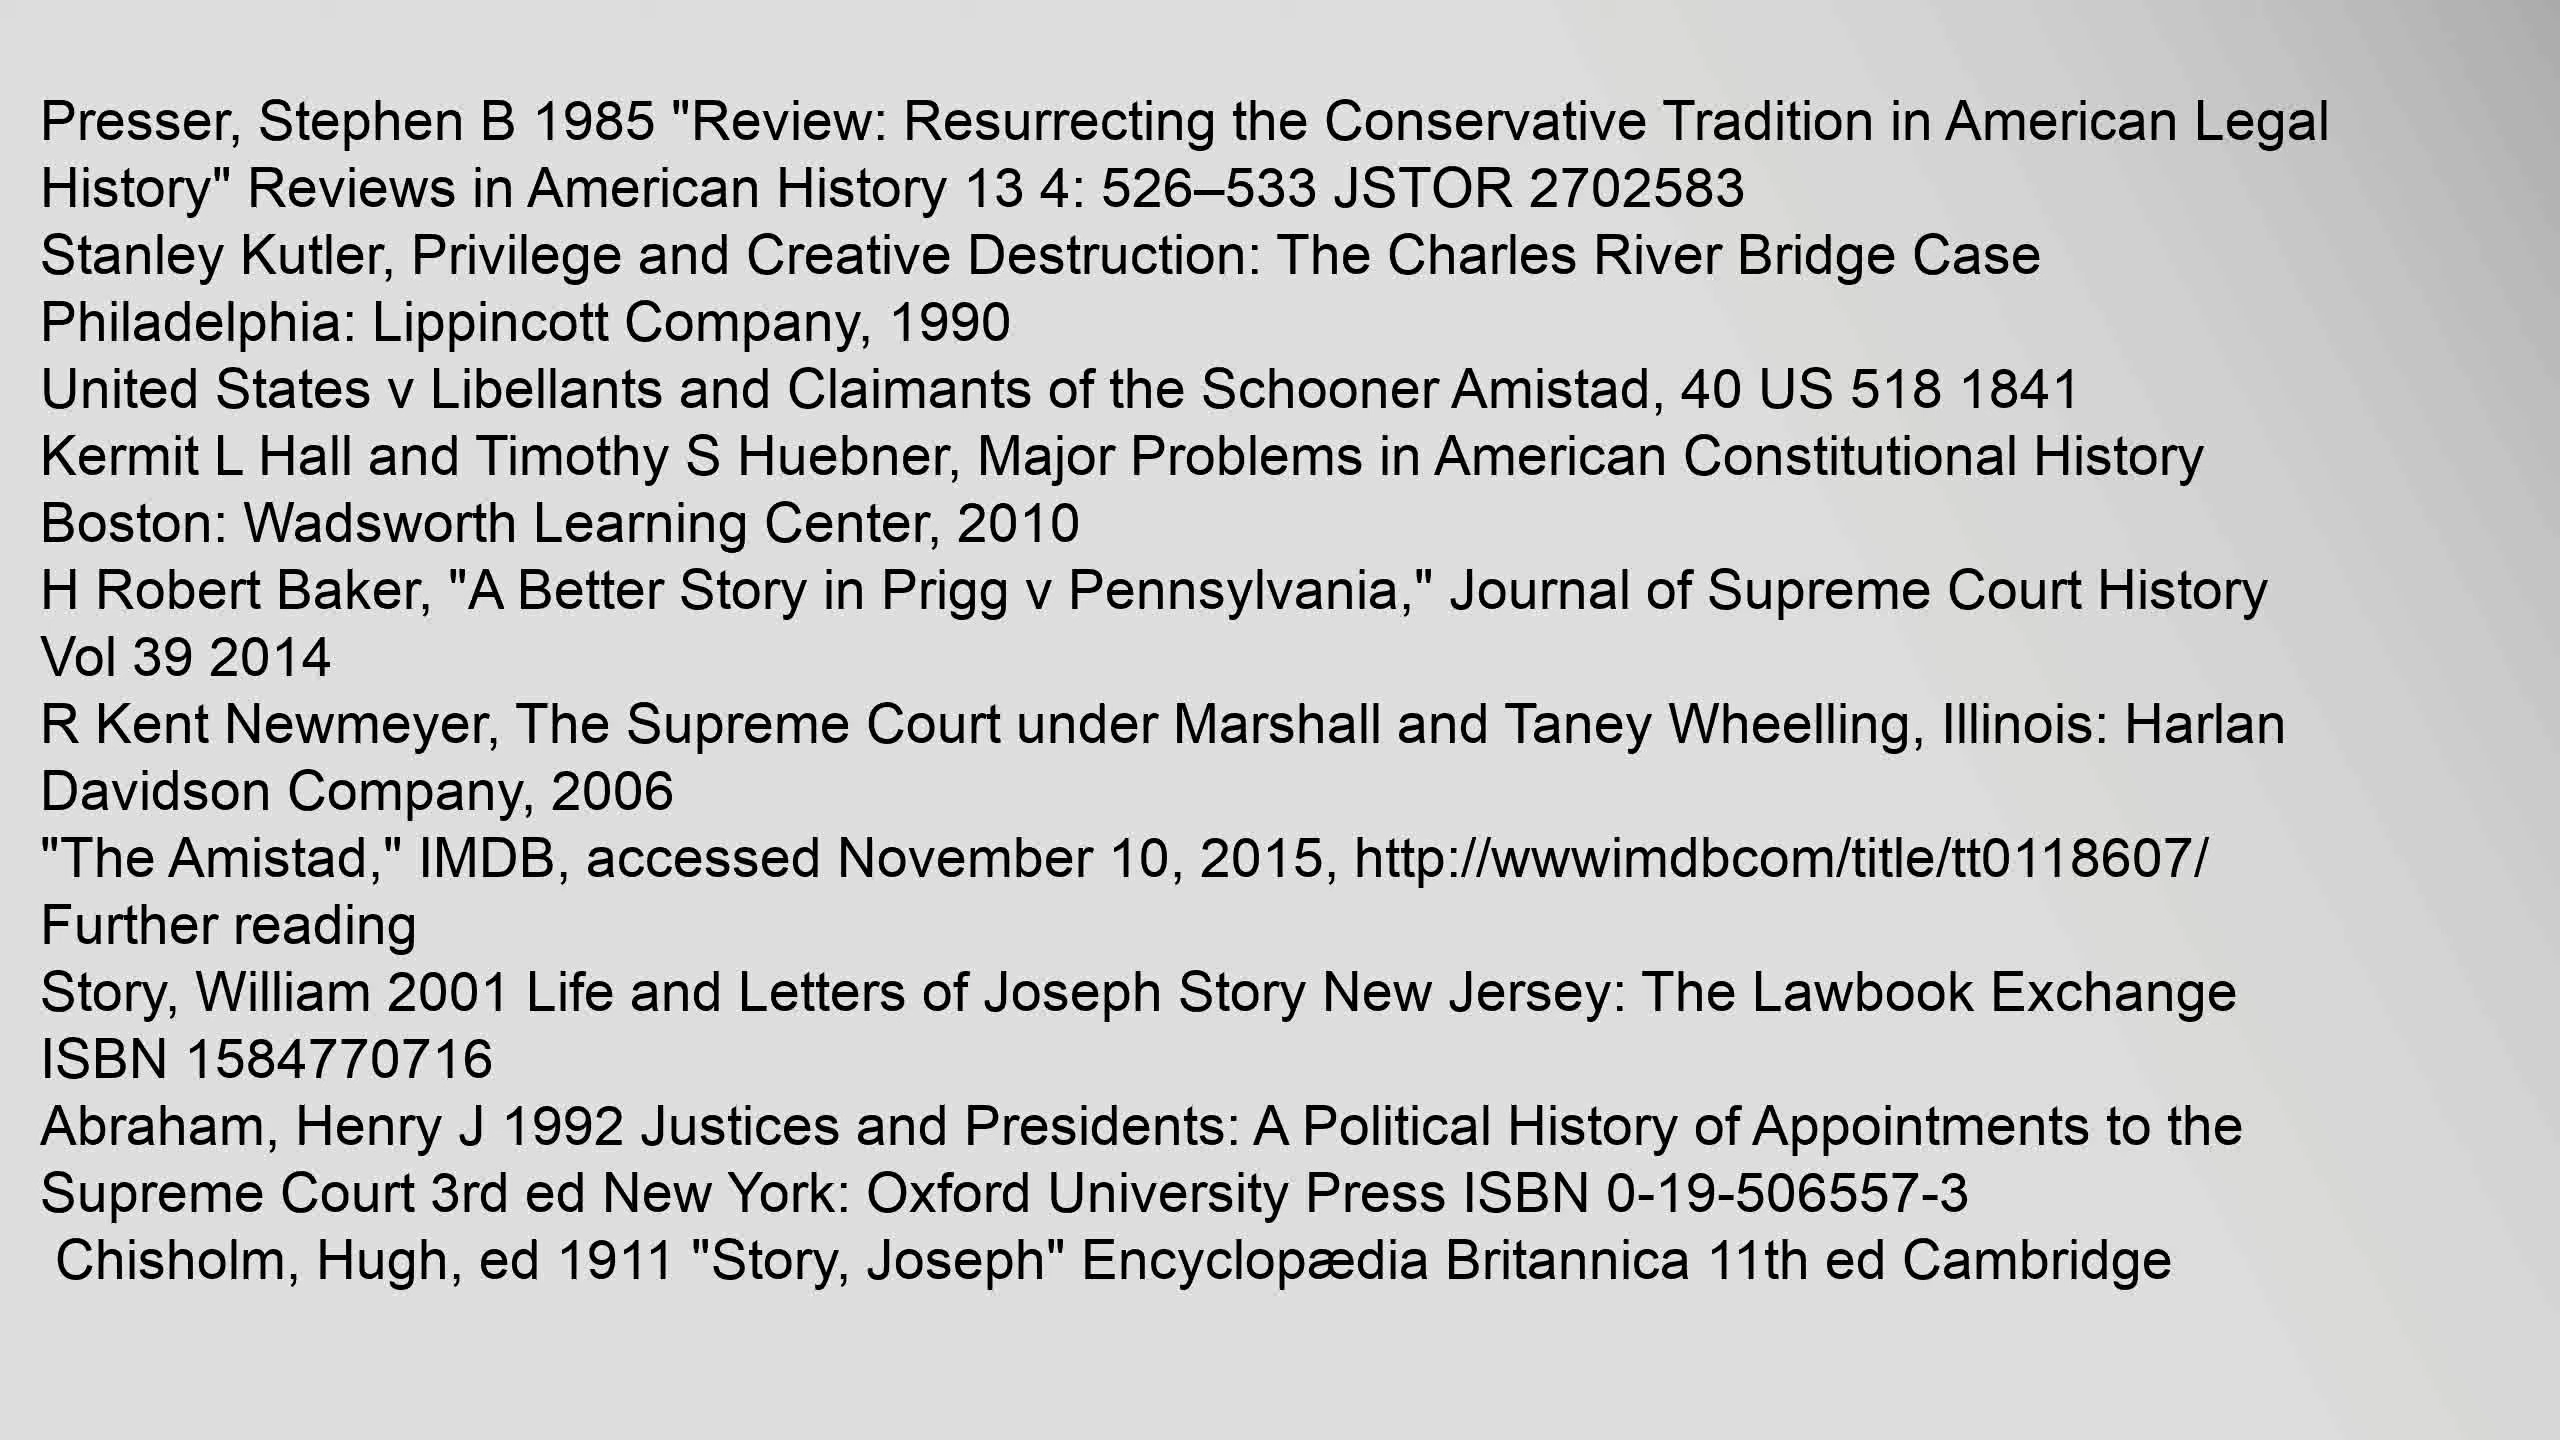 Presser, Stephen B 1985 "Review: Resurrecting the Conservative Tradition in American Legal
History" Reviews in American History 13 4: 526–533 JSTOR 2702583
Stanley Kutler, Privilege and Creative Destruction: The Charles River Bridge Case
Philadelphia: Lippincott Company, 1990
United States v Libellants and Claimants of the Schooner Amistad, 40 US 518 1841
Kermit L Hall and Timothy S Huebner, Major Problems in American Constitutional History
Boston: Wadsworth Learning Center, 2010
H Robert Baker, "A Better Story in Prigg v Pennsylvania," Journal of Supreme Court History
Vol 39 2014
R Kent Newmeyer, The Supreme Court under Marshall and Taney Wheelling, Illinois: Harlan
Davidson Company, 2006
"The Amistad," IMDB, accessed November 10, 2015, http://wwwimdbcom/title/tt0118607/
Further reading
Story, William 2001 Life and Letters of Joseph Story New Jersey: The Lawbook Exchange
ISBN 1584770716
Abraham, Henry J 1992 Justices and Presidents: A Political History of Appointments to the
Supreme Court 3rd ed New York: Oxford University Press ISBN 0-19-506557-3
Chisholm, Hugh, ed 1911 "Story, Joseph" Encyclopædia Britannica 11th ed Cambridge